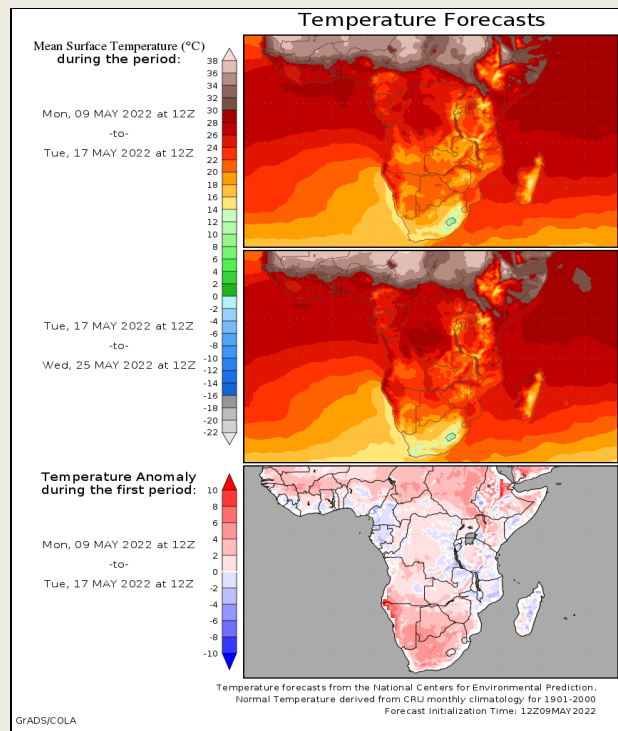 Temperature Forecasts
Mean Surface Temperature (°C)
during the period:
Mon, 09 MAY 2022 at 12Z
-to-
Tue, 17 MAY 2022 at 12Z
Tue, 17 MAY 2022 at 12Z
-to-
Wed, 25 MAY 2022 at 12Z
38
36
34
32
30
28
26
24
22
20
18
16
14
12
10
8
6
4
2
0
-2
-4
-6
-8
-10
-12
-14
-16
-18
-20
-22
Temperature Anomaly
during the first period:
Mon, 09 MAY 2022 at 12Z
-to-
Tue, 17 MAY 2022 at 12Z
10
8
6
4
2
0
-2
-4
-6
-8
-10
Temperature forecasts from the National Centers for Environmental Prediction.
Normal Temperature derived from CRU monthly climatology for 1901-2000
Forecast Initialization Time: 12Z09MAY2022
GrADS/COLA